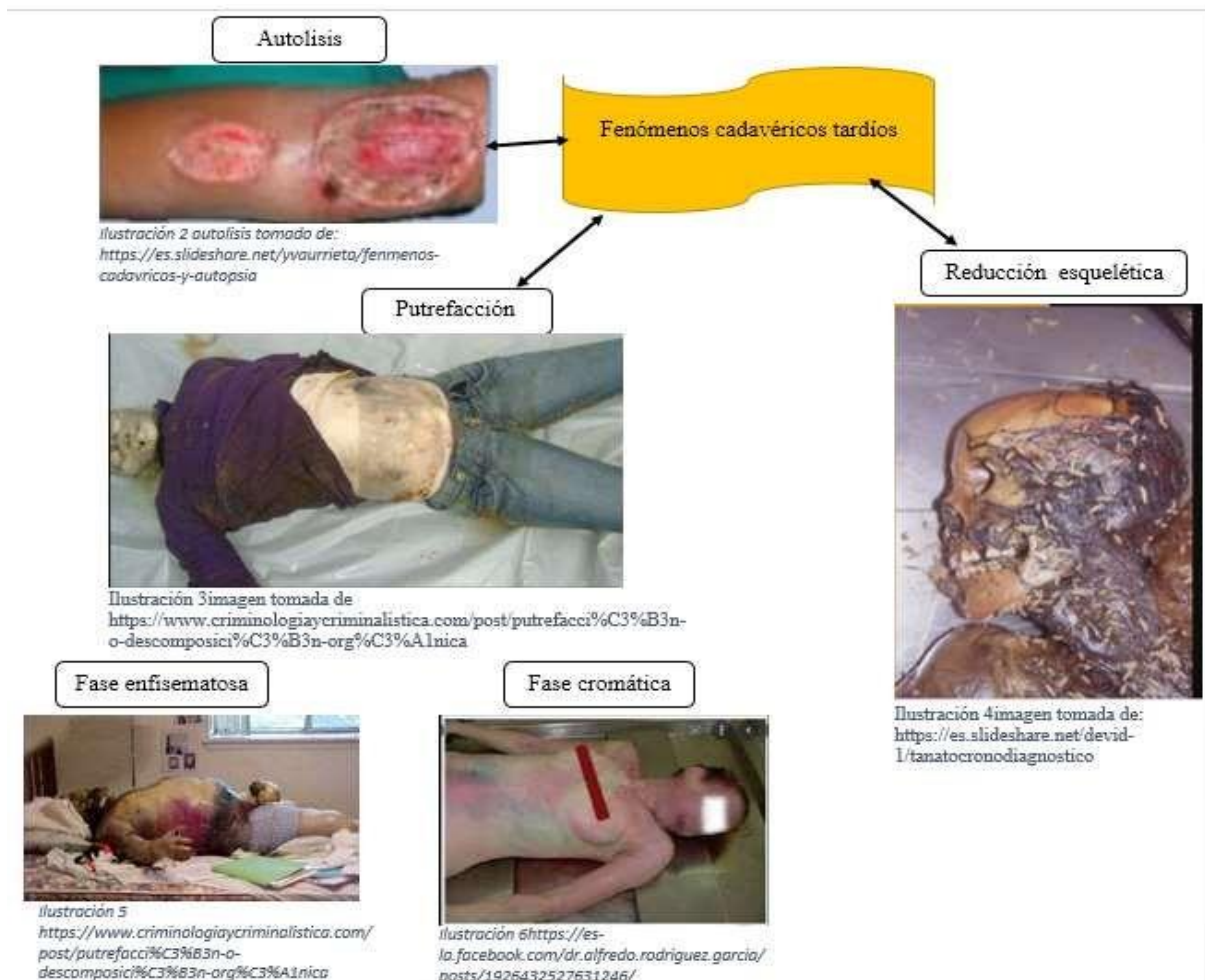 Autolisis
Fenómenos cadavéricos tardíos
Ilustración 2 autolisis tomado de:
https://es.slideshare.net/yvaurrieta/fenmenos-
cadavricos-y-autopsia
Putrefacción
Reducción esquelética
Ilustración 3imagen tomada de
https://www.criminologiaycriminalistica.com/post/putrefacci%C3%B3n-
o-descomposici%C3%B3n-org%C3%A1nica
Fase enfisematosa
Fase cromática
Ilustración 4imagen tomada de:
https://es.slideshare.net/devid-
1/tanatocronodiagnostico
Ilustración 5
https://www.criminologiaycriminalistica.com/
post/putrefacci%C3%B3n-o-
descomposici%C3%B3n-org%C3%A1nica
Ilustración 6https://es-
la.facebook.com/dr.alfredo.rodriguez.garcia/
posts/1926432527631246/